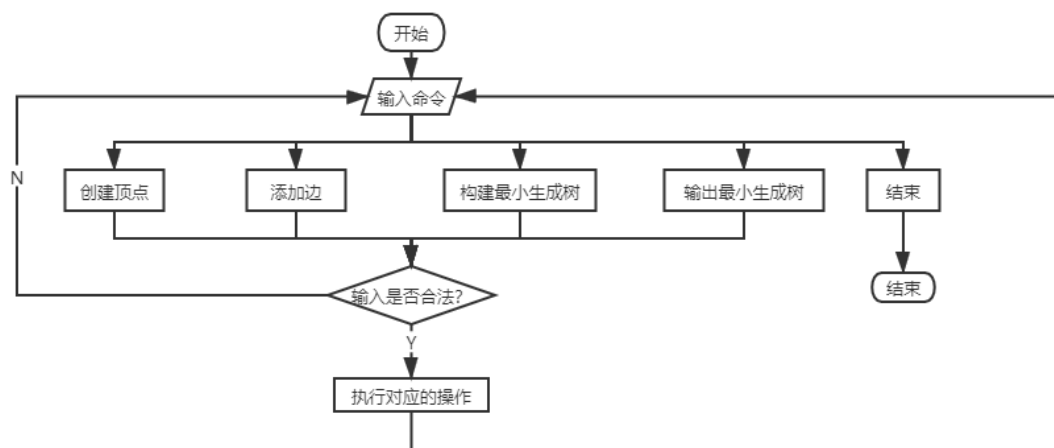 开始
输入命令
N
创建顶点
添加边
构建最小生成树
输出最小生成树
结束
结束
输入是否合法?
Y
执行对应的操作